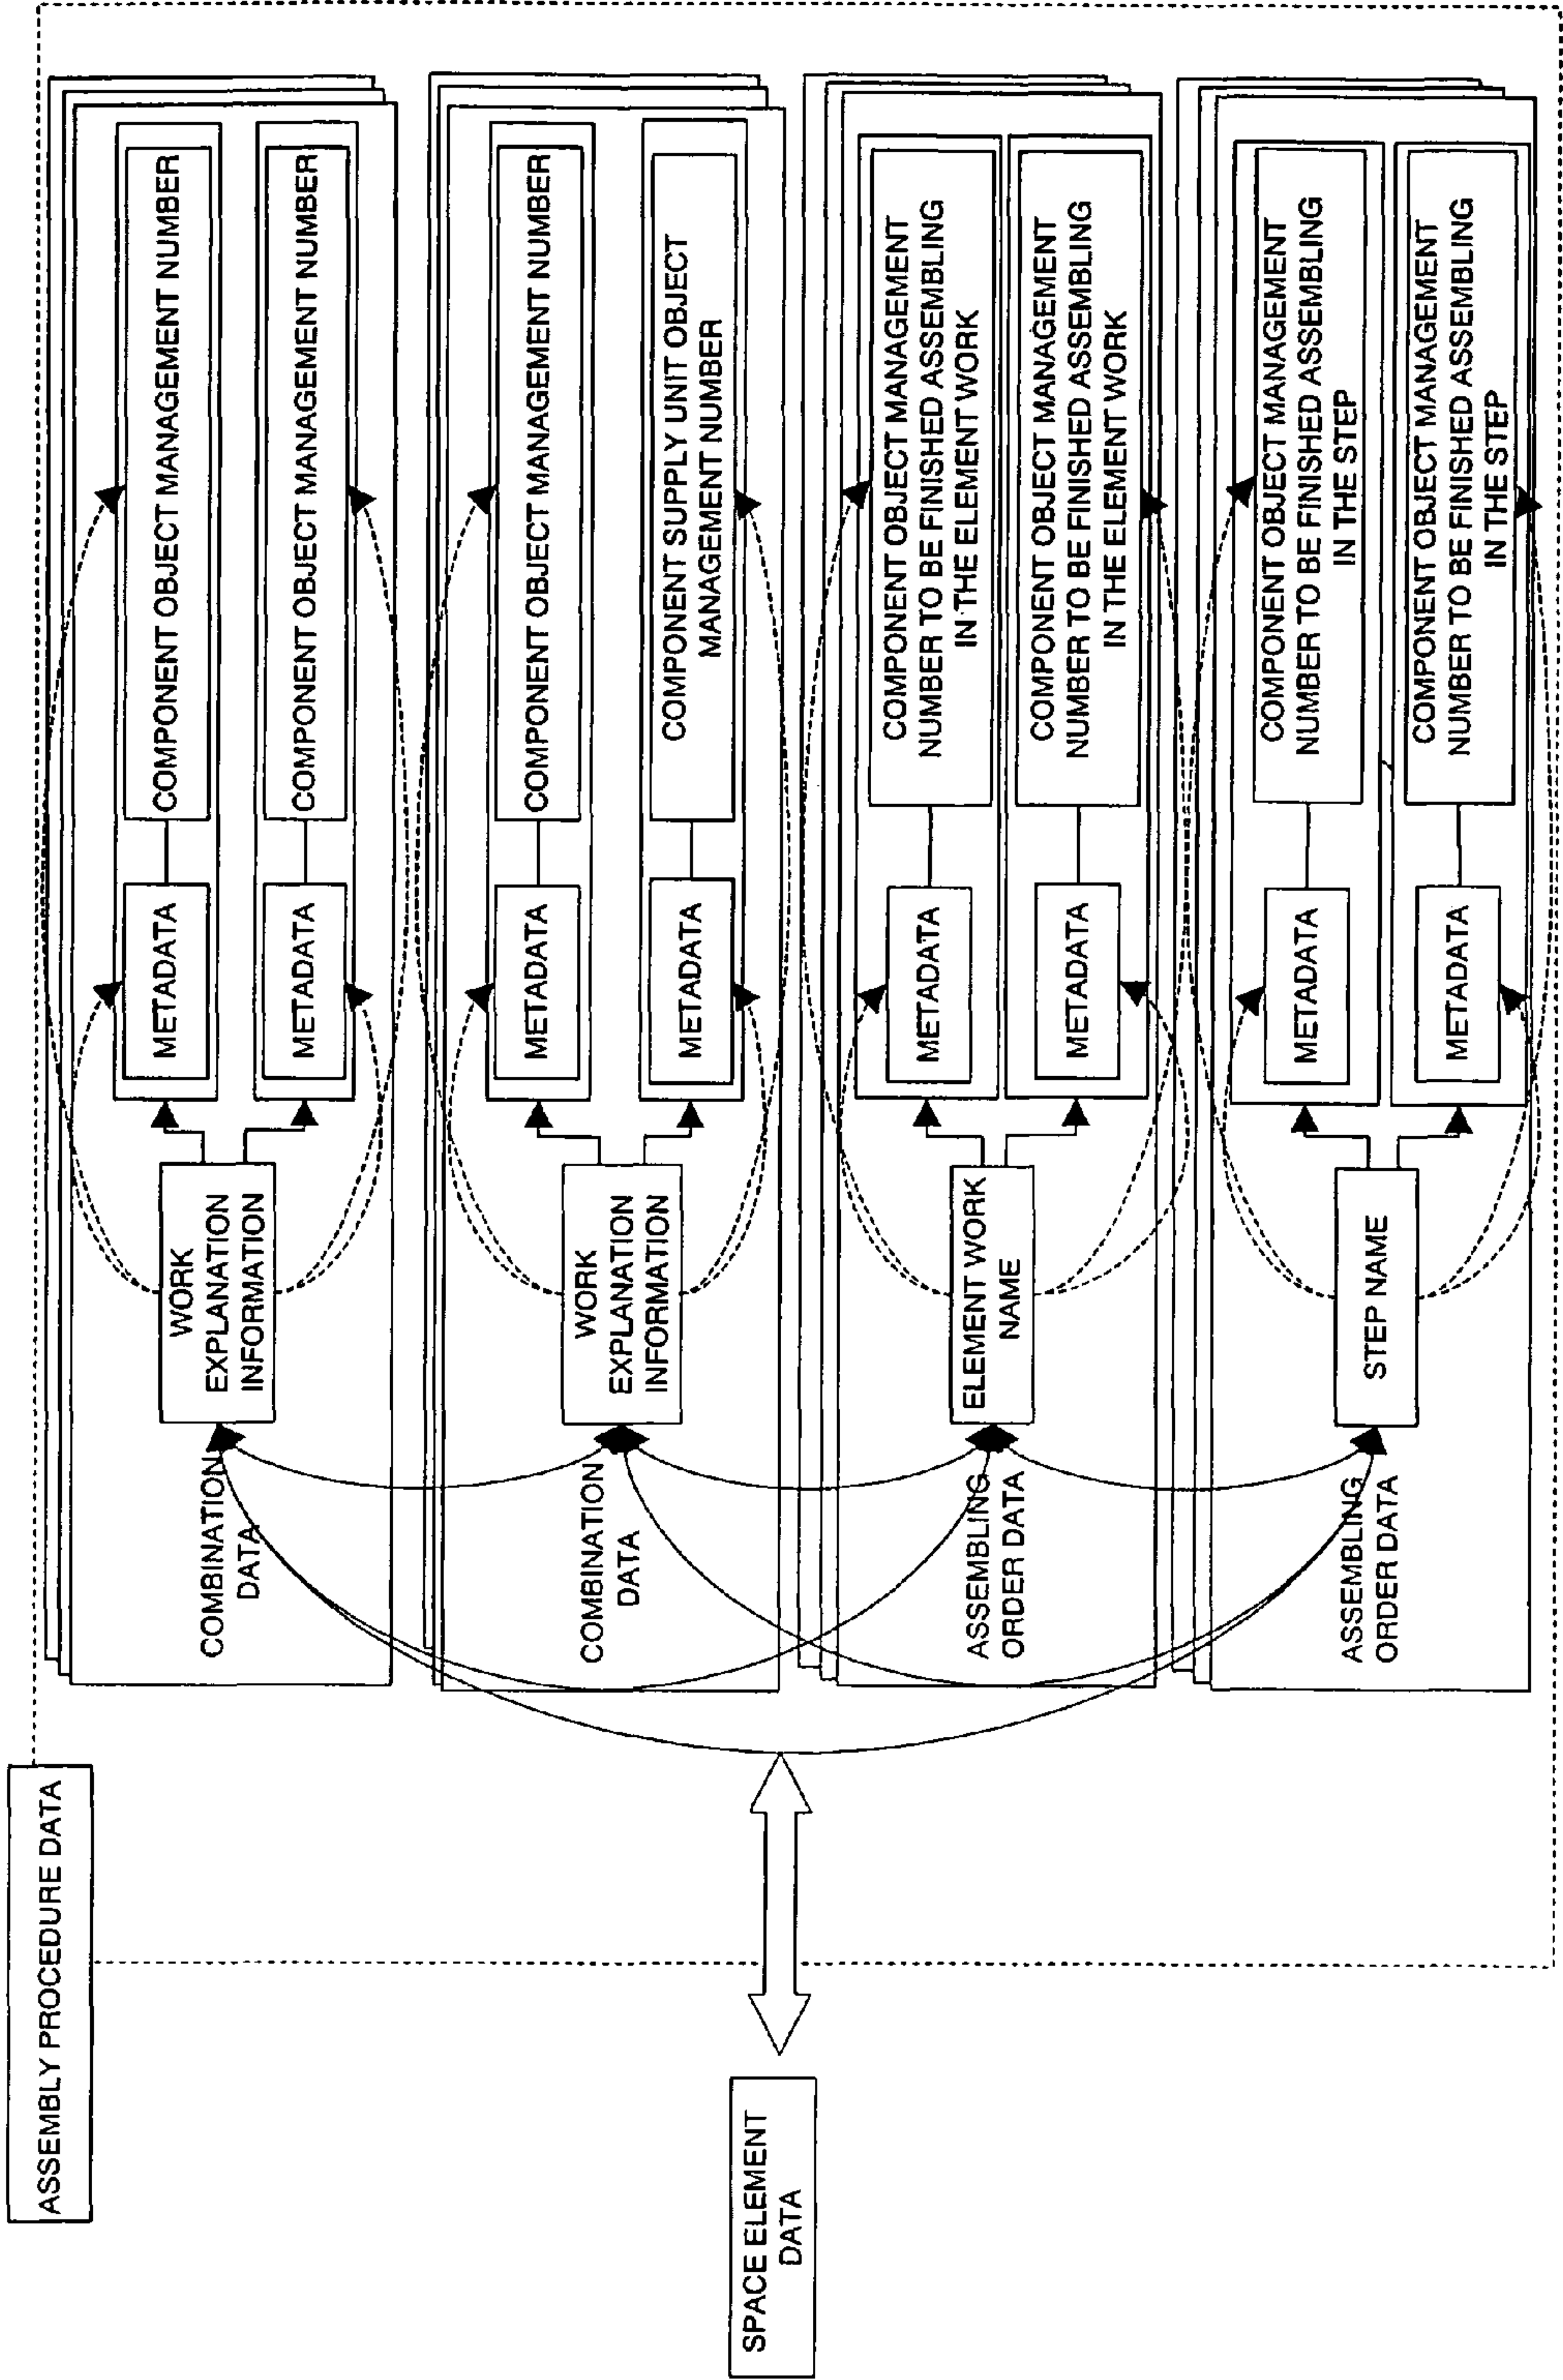 ASSEMBLY PROCEDURE DATA
SPACE ELEMENT
DATA
COMBINATION
DATA
WORK
EXPLANATION
INFORMATION
METADATA
COMPONENT OBJECT MANAGEMENT NUMBER
METADATA
COMPONENT OBJECT MANAGEMENT NUMBER
COMBINATION
DATA
WORK
EXPLANATION
INFORMATION
METADATA
COMPONENT OBJECT MANAGEMENT NUMBER
METADATA
COMPONENT SUPPLY UNIT OBJECT
MANAGEMENT NUMBER
ASSEMBLING
ORDER DATA
ELEMENT WORK
NAME
METADATA
COMPONENT OBJECT MANAGEMENT
NUMBER TO BE FINISHED ASSEMBLING
IN THE ELEMENT WORK
METADATA
COMPONENT OBJECT MANAGEMENT
NUMBER TO BE FINISHED ASSEMBLING
IN THE ELEMENT WORK
ASSEMBLING
ORDER DATA
STEP NAME
METADATA
COMPONENT OBJECT MANAGEMENT
NUMBER TO BE FINISHED ASSEMBLING
IN THE STEP
METADATA
COMPONENT OBJECT MANAGEMENT
NUMBER TO BE FINISHED ASSEMBLING
IN THE STEP